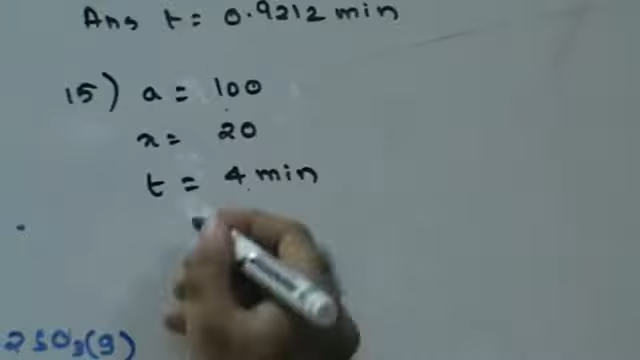 Ans t = 0.9212 min
15) a = 100
x = 20
t = 4 min
2SO3(g)